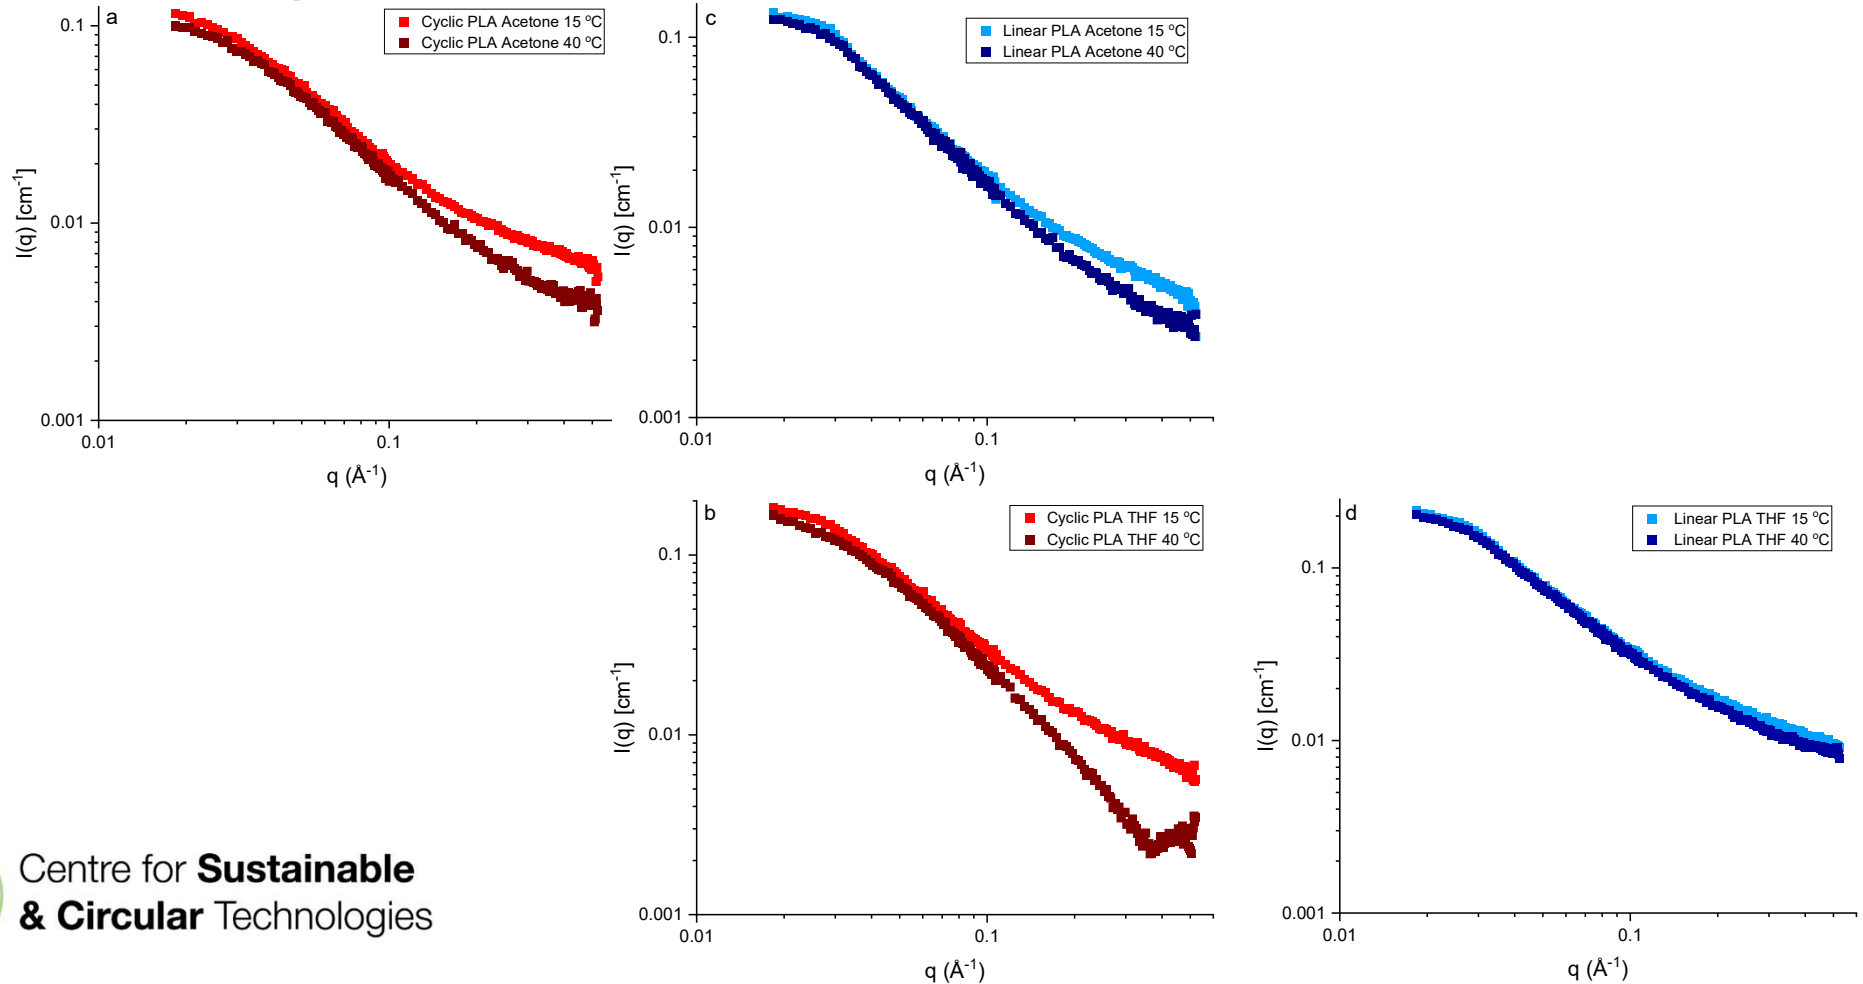 a
Cyclic PLA Acetone 15 °C
Cyclic PLA Acetone 40 °C
0.1
0.01
0.001
0.01
0.1
I(q) [cm⁻¹]
q (Å⁻¹)
c
Linear PLA Acetone 15 °C
Linear PLA Acetone 40 °C
0.1
0.01
0.001
0.01
0.1
I(q) [cm⁻¹]
q (Å⁻¹)
b
Cyclic PLA THF 15 °C
Cyclic PLA THF 40 °C
0.1
0.01
0.001
0.01
0.1
I(q) [cm⁻¹]
q (Å⁻¹)
d
Linear PLA THF 15 °C
Linear PLA THF 40 °C
0.1
0.01
0.001
0.01
0.1
I(q) [cm⁻¹]
q (Å⁻¹)
Centre for Sustainable
& Circular Technologies